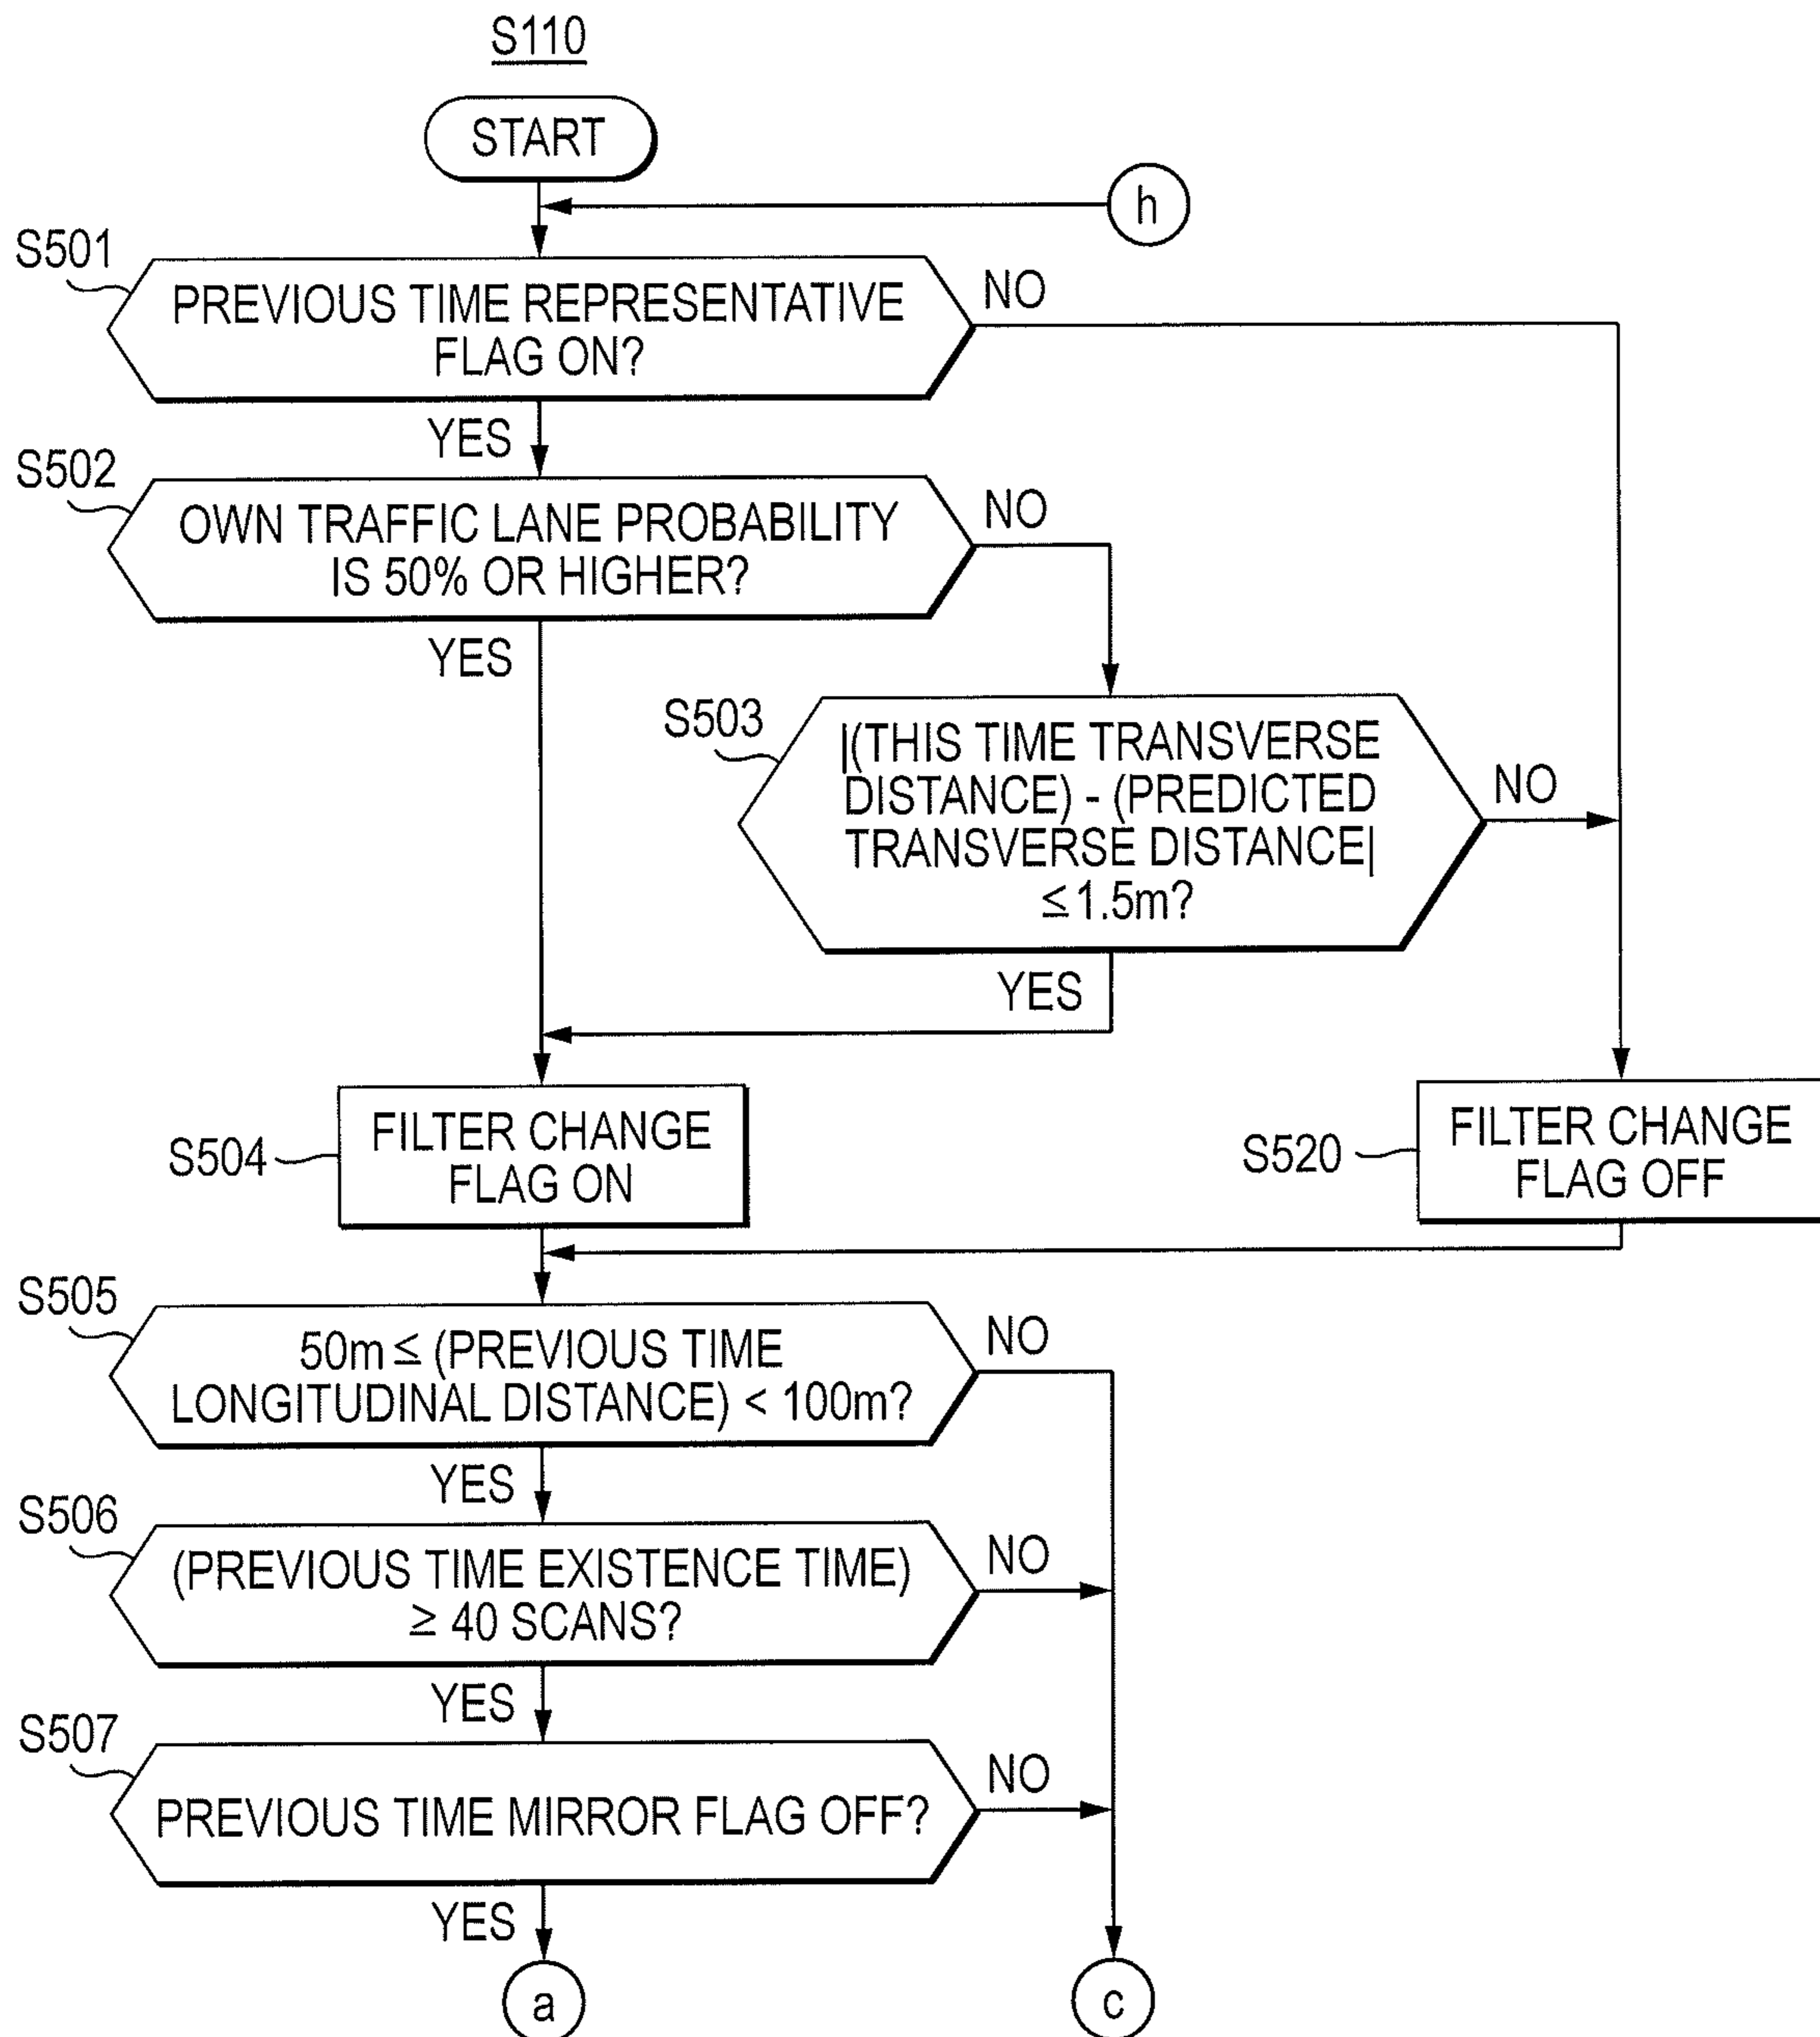 S110
START
h
S501
PREVIOUS TIME REPRESENTATIVE
FLAG ON?
NO
YES
S502
OWN TRAFFIC LANE PROBABILITY
IS 50% OR HIGHER?
NO
YES
S503
|(THIS TIME TRANSVERSE
DISTANCE) - (PREDICTED
TRANSVERSE DISTANCE|
≤ 1.5m?
NO
YES
S504
FILTER CHANGE
FLAG ON
S520
FILTER CHANGE
FLAG OFF
S505
50m ≤ (PREVIOUS TIME
LONGITUDINAL DISTANCE) < 100m?
NO
YES
S506
(PREVIOUS TIME EXISTENCE TIME)
≥ 40 SCANS?
NO
YES
S507
PREVIOUS TIME MIRROR FLAG OFF?
NO
YES
a
c